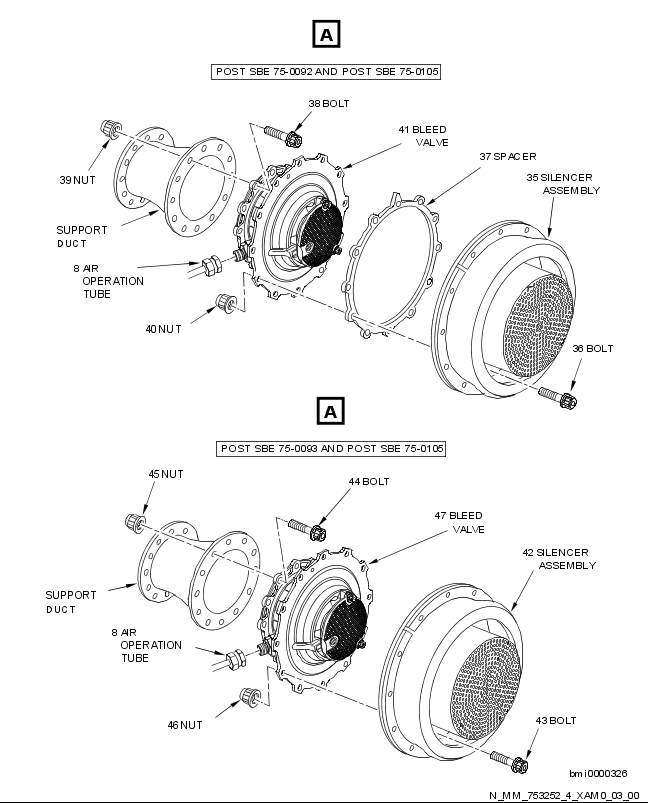 A
POST SBE 75-0092 AND POST SBE 75-0105
38 BOLT
41 BLEED
VALVE
37 SPACER
35 SILENCER
ASSEMBLY
39 NUT
SUPPORT
DUCT
8 AIR
OPERATION
TUBE
40 NUT
36 BOLT
A
POST SBE 75-0093 AND POST SBE 75-0105
45 NUT
44 BOLT
47 BLEED
VALVE
42 SILENCER
ASSEMBLY
SUPPORT
DUCT
8 AIR
OPERATION
TUBE
46 NUT
43 BOLT
bmi0000326
N_MM_753252_4_XAM0_03_00